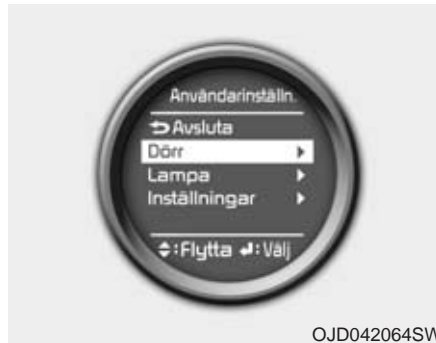 Användarinställn.
Avsluta
Dörr
Lampa
Inställningar
:Flytta :Välj
OJD042064SW